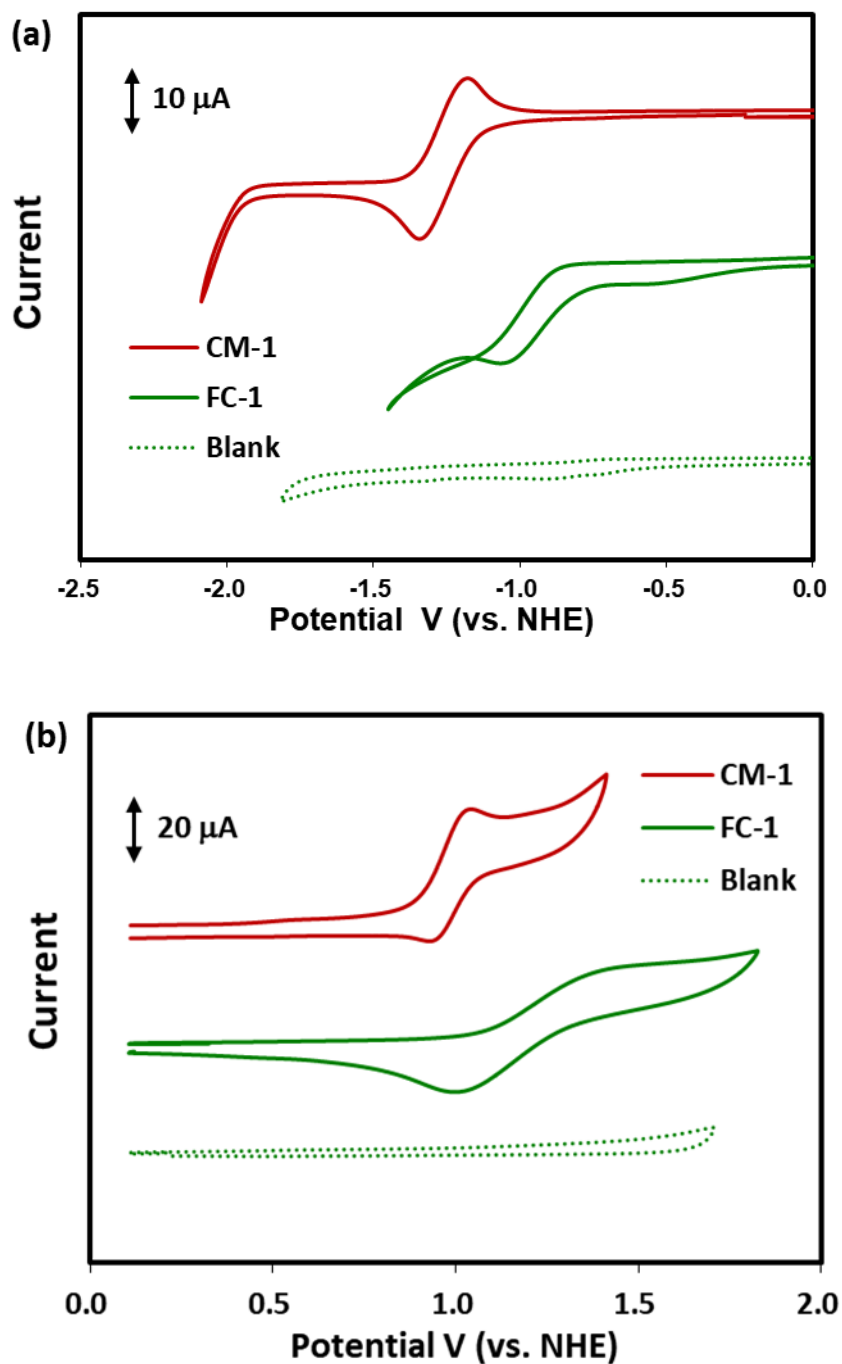 (a)
10 µA
Current
CM-1
FC-1
Blank
-2.5 -2.0 -1.5 -1.0 -0.5 0.0
Potential V (vs. NHE)
(b)
CM-1
20 µA
FC-1
Blank
Current
0.0 0.5 1.0 1.5 2.0
Potential V (vs. NHE)